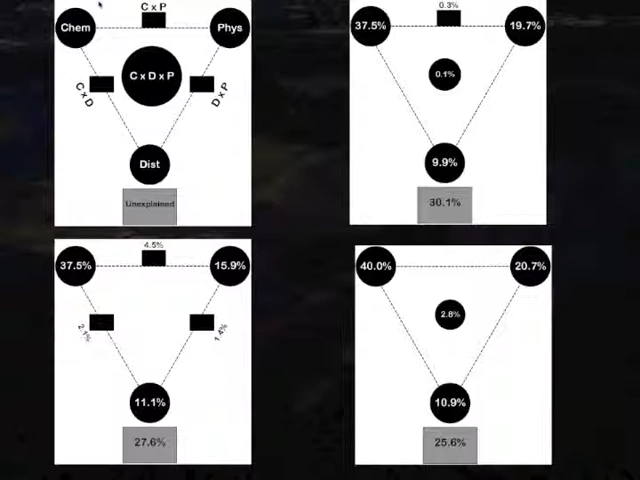 C x P
Chem
Phys
C x D x P
C x D
D x P
Dist
Unexplained
0.3%
37.5%
19.7%
0.1%
9.9%
30.1%
4.5%
37.5%
15.9%
2.1%
1.4%
11.1%
27.6%
40.0%
20.7%
2.8%
10.9%
25.6%